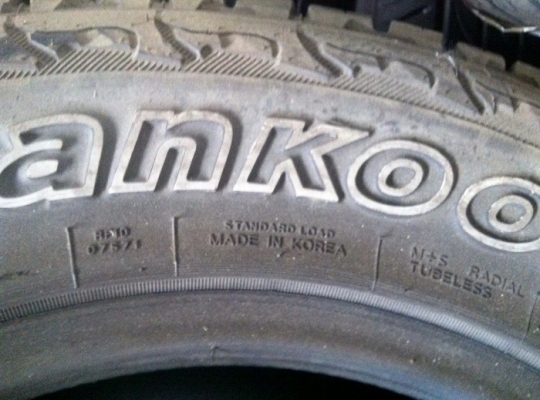 ankoo
STANDARD LOAD
MADE IN KOREA
M+S RADIAL
TUBELESS